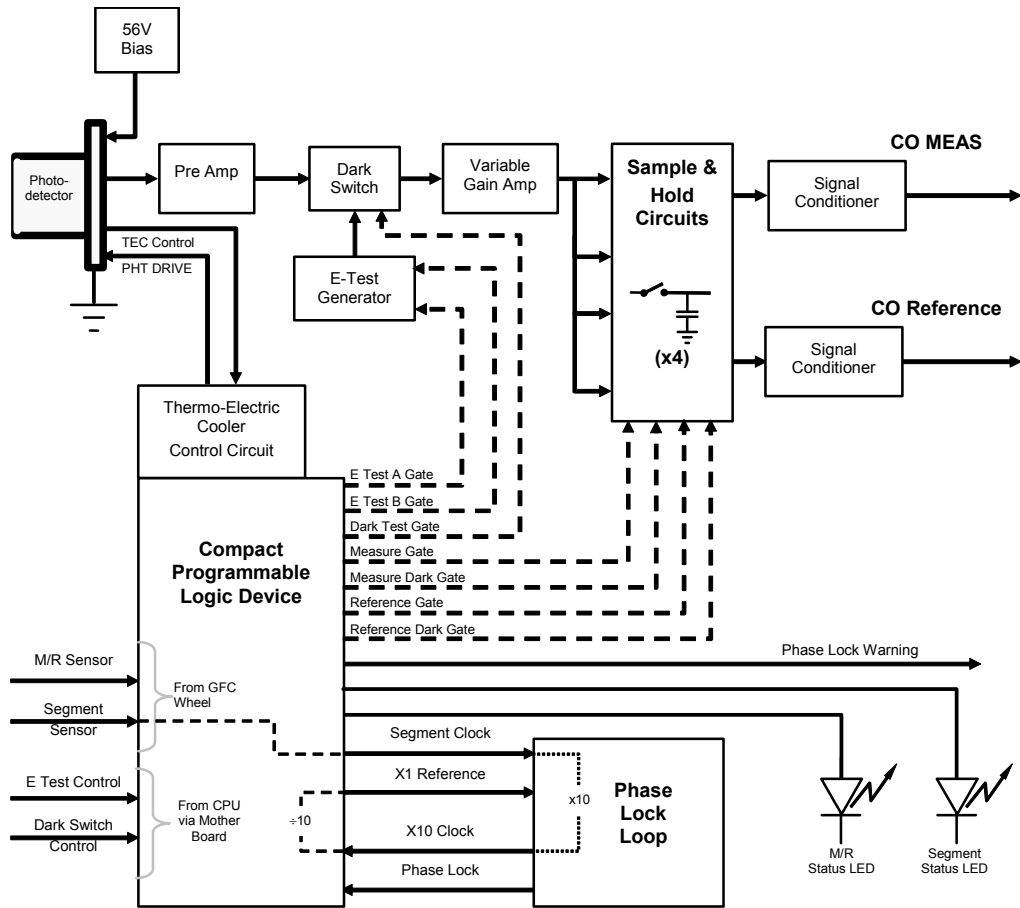 56V
Bias
CO MEAS
Photo-
detector
Pre Amp
Dark
Switch
Variable
Gain Amp
Sample &
Hold
Circuits
Signal
Conditioner
TEC Control
PHT DRIVE
E-Test
Generator
(x4)
CO Reference
Signal
Conditioner
Thermo-Electric
Cooler
Control Circuit
E Test A Gate
E Test B Gate
Dark Test Gate
Measure Gate
Measure Dark Gate
Reference Gate
Reference Dark Gate
Compact
Programmable
Logic Device
Phase Lock Warning
M/R Sensor
Segment
Sensor
From GFC
Wheel
E Test Control
Dark Switch
Control
From CPU
via Mother
Board
Segment Clock
X1 Reference
÷10
X10 Clock
Phase Lock
x10
Phase
Lock
Loop
M/R
Status LED
Segment
Status LED